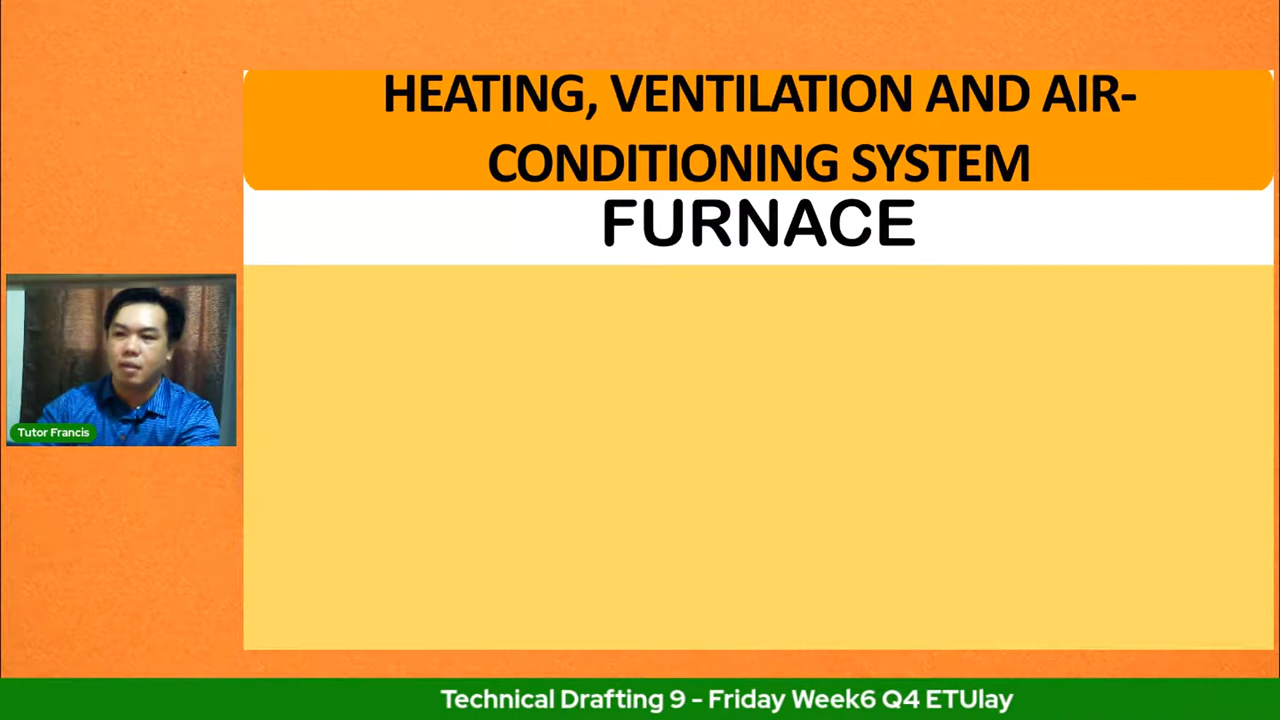 HEATING, VENTILATION AND AIR-
CONDITIONING SYSTEM
FURNACE
Tutor Francis
Technical Drafting 9 - Friday Week6 Q4 ETUlay